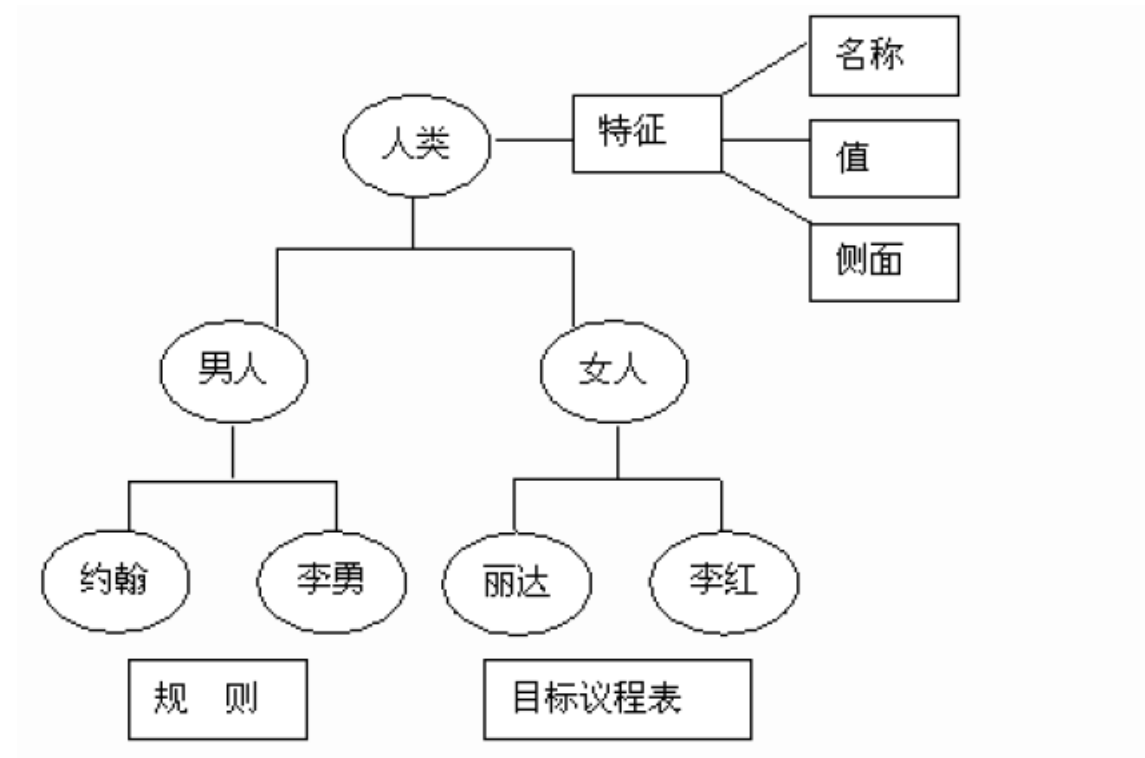 名称
人类
特征
值
侧面
男人
女人
约翰
李勇
丽达
李红
规 则
目标议程表